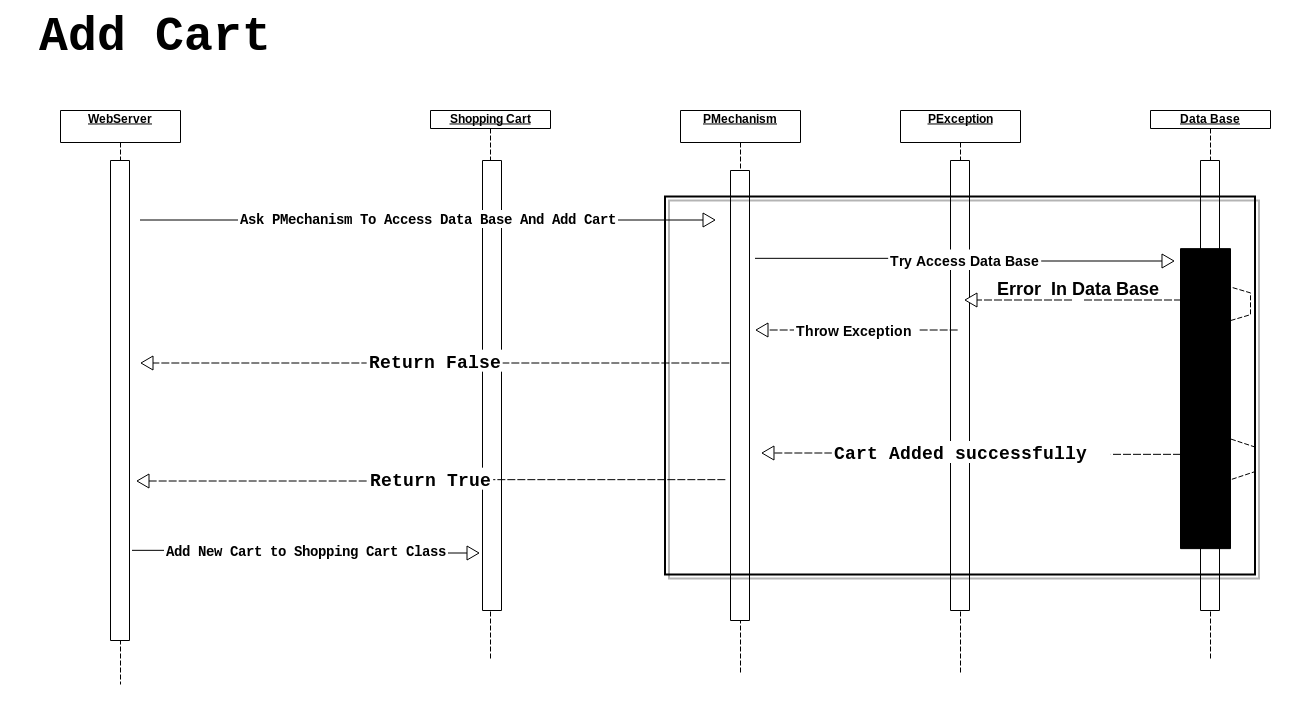 Add Cart
WebServer
Shopping Cart
PMechanism
PException
Data Base
Ask PMechanism To Access Data Base And Add Cart
Try Access Data Base
Error In Data Base
Throw Exception
Return False
Cart Added successfully
Return True
Add New Cart to Shopping Cart Class